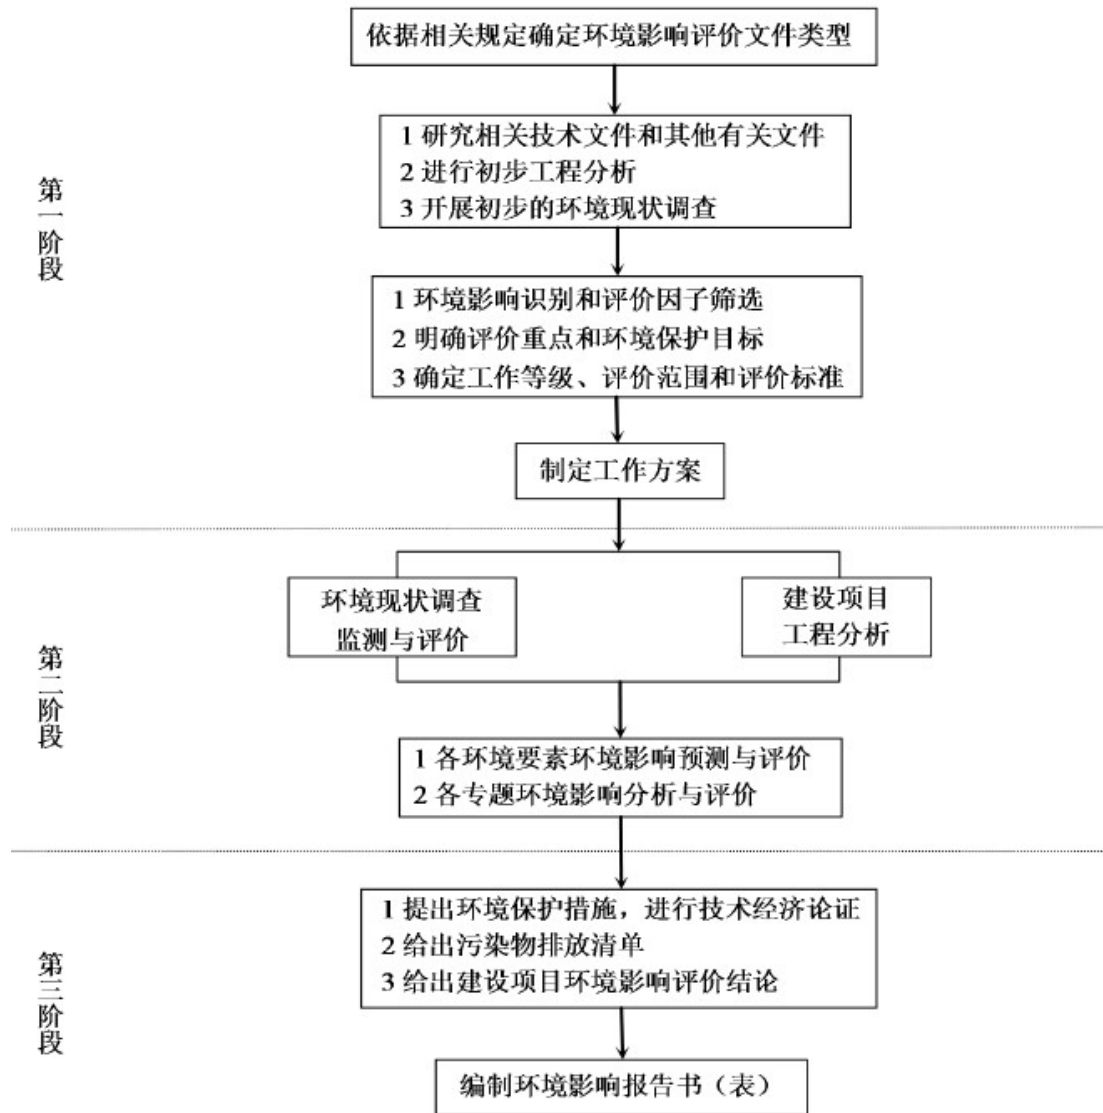 依据相关规定确定环境影响评价文件类型
1 研究相关技术文件和其他有关文件
2 进行初步工程分析
3 开展初步的环境现状调查
第一阶段
1 环境影响识别和评价因子筛选
2 明确评价重点和环境保护目标
3 确定工作等级、评价范围和评价标准
制定工作方案
环境现状调查
监测与评价
建设项目
工程分析
第二阶段
1 各环境要素环境影响预测与评价
2 各专题环境影响分析与评价
1 提出环境保护措施，进行技术经济论证
2 给出污染物排放清单
3 给出建设项目环境影响评价结论
第三阶段
编制环境影响报告书（表）